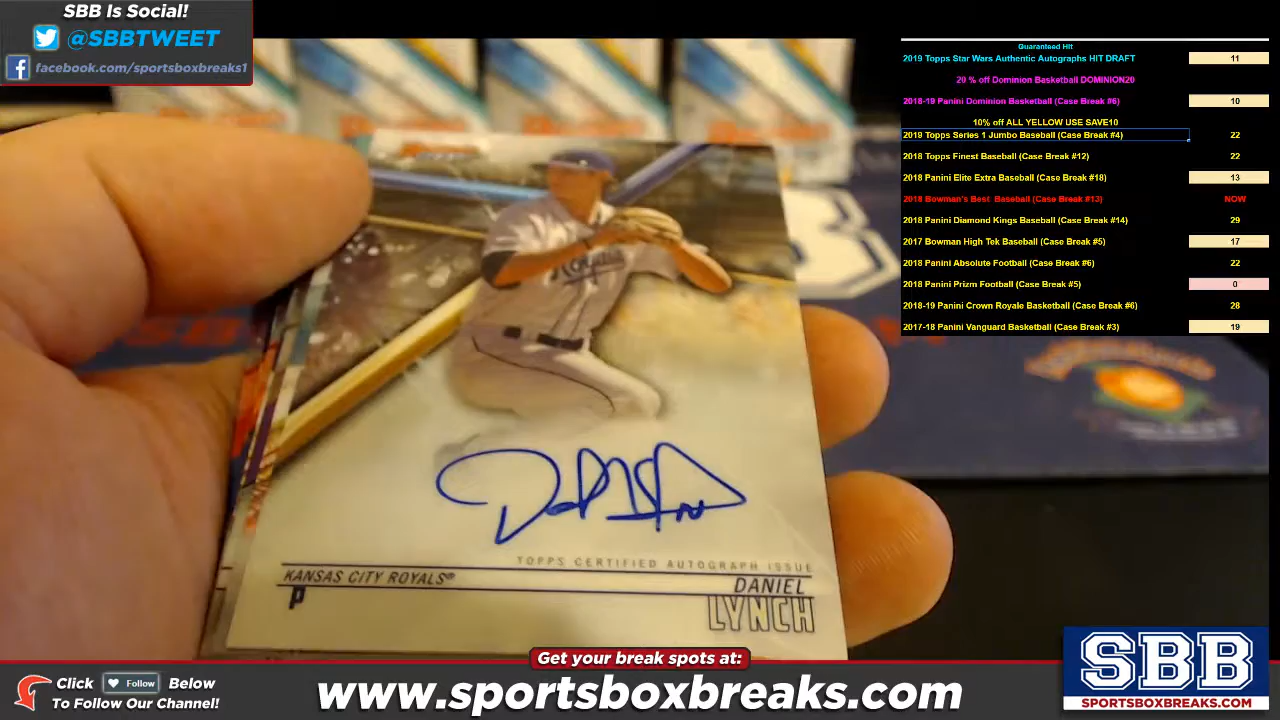 SBB Is Social!
@SBBTWEET
facebook.com/sportsboxbreaks1
Guaranteed Hit
2019 Topps Star Wars Authentic Autographs HIT DRAFT 11
20 % off Dominion Basketball DOMINION20
2018-19 Panini Dominion Basketball (Case Break #6) 10
10% off ALL YELLOW USE SAVE10
2019 Topps Series 1 Jumbo Baseball (Case Break #4) 22
2018 Topps Finest Baseball (Case Break #12) 22
2018 Panini Elite Extra Baseball (Case Break #18) 13
2018 Bowman's Best Baseball (Case Break #13) NOW
2018 Panini Diamond Kings Baseball (Case Break #14) 29
2017 Bowman High Tek Baseball (Case Break #5) 17
2018 Panini Absolute Football (Case Break #6) 22
2018 Panini Prizm Football (Case Break #5) 0
2018-19 Panini Crown Royale Basketball (Case Break #6) 28
2017-18 Panini Vanguard Basketball (Case Break #3) 19
TOPPS CERTIFIED AUTOGRAPH ISSUE
KANSAS CITY ROYALS®
P
DANIEL
LYNCH
Get your break spots at:
www.sportsboxbreaks.com
Click Follow Below
To Follow Our Channel!
SBB
SPORTSBOXBREAKS.COM